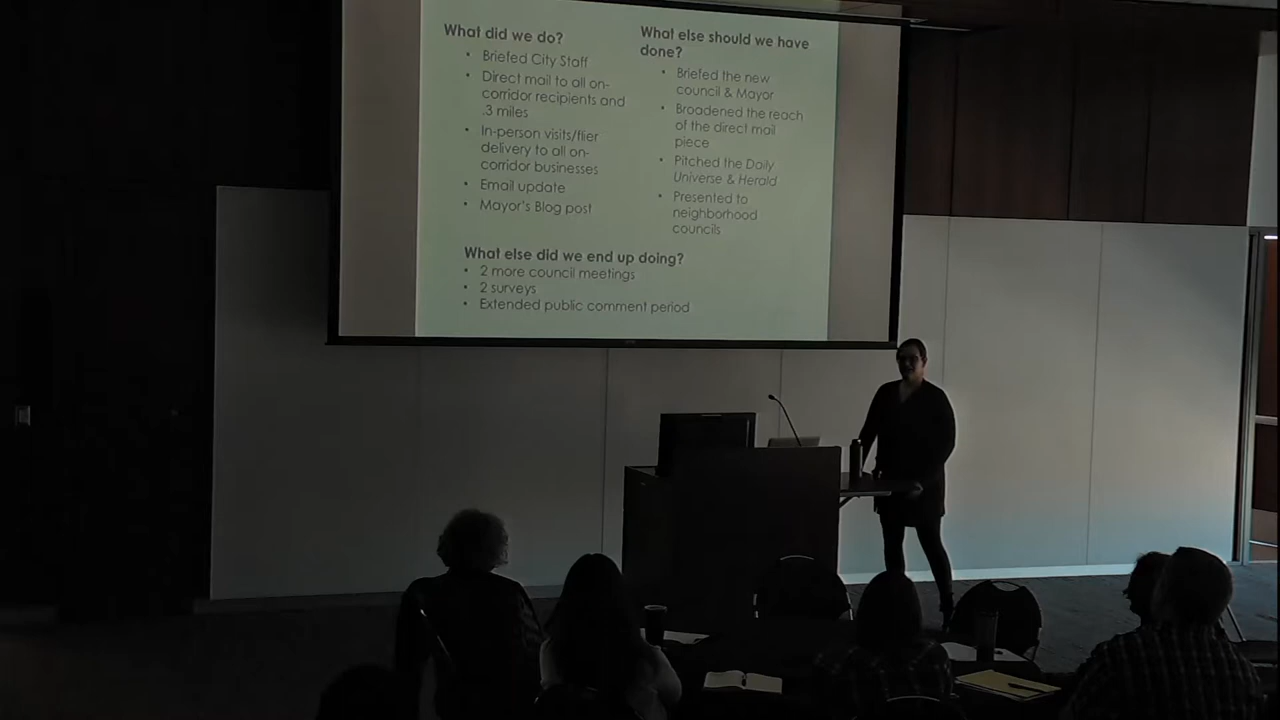 What did we do?
• Briefed City Staff
• Direct mail to all on-
corridor recipients and
.3 miles
• In-person visits/flier
delivery to all on-
corridor businesses
• Email update
• Mayor's Blog post
What else should we have
done?
• Briefed the new
council & Mayor
• Broadened the reach
of the direct mail
piece
• Pitched the Daily
Universe & Herald
• Presented to
neighborhood
councils
What else did we end up doing?
• 2 more council meetings
• 2 surveys
• Extended public comment period